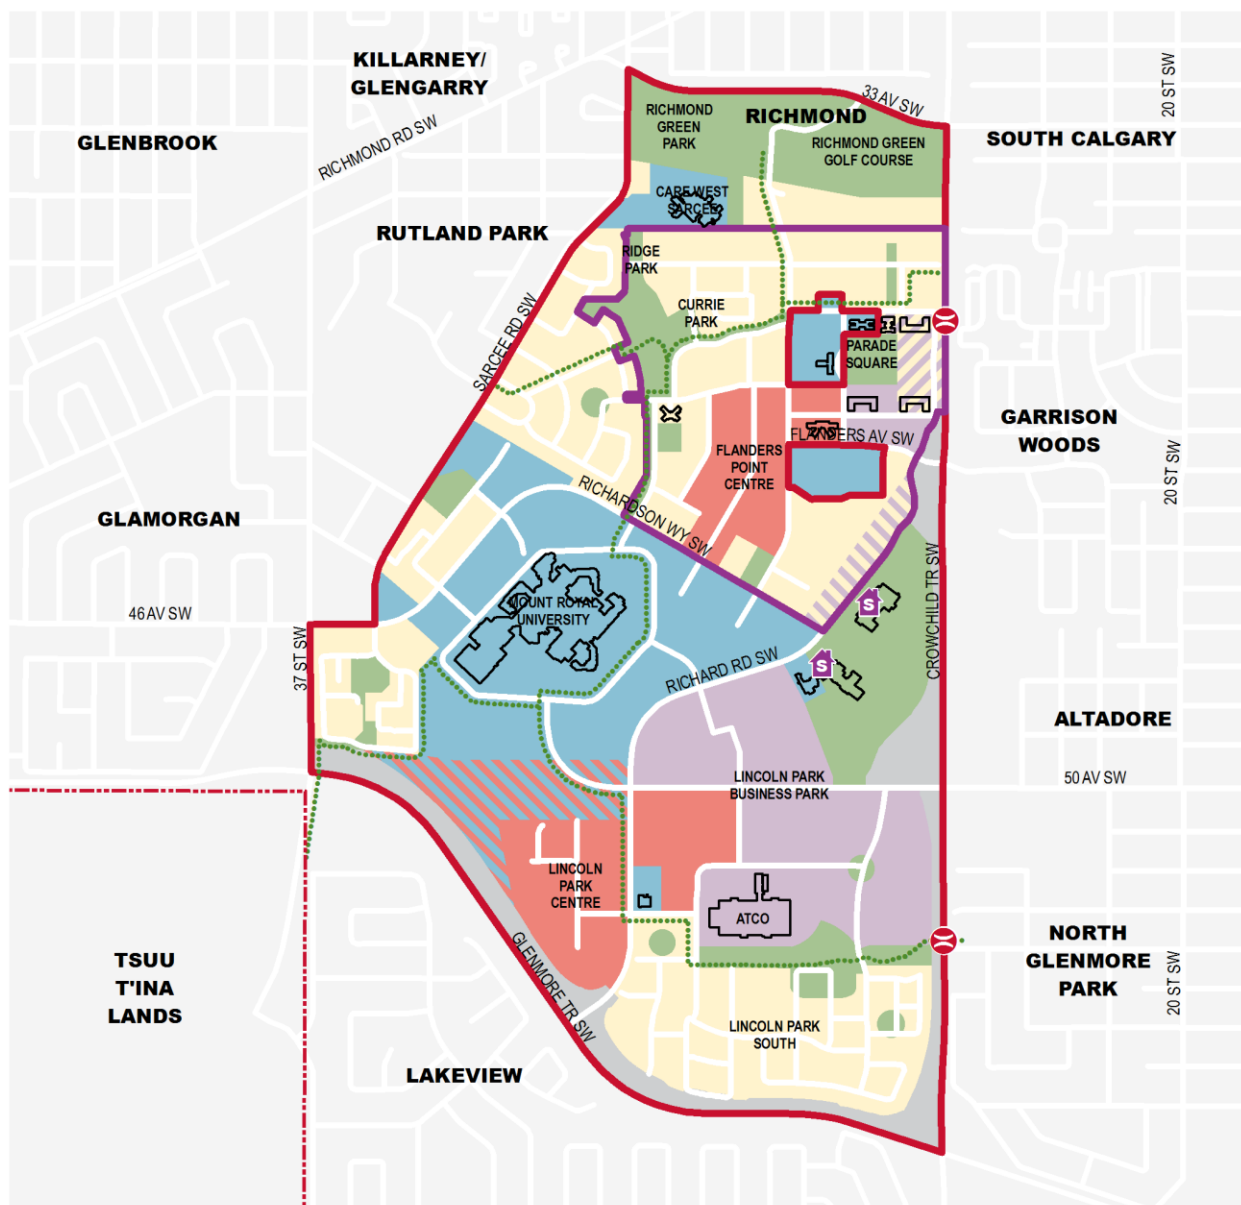 KILLARNEY/
GLENGARRY
GLENBROOK
RICHMOND RD SW
RICHMOND
GREEN
PARK
RICHMOND
33 AV SW
RICHMOND GREEN
GOLF COURSE
20 ST SW
SOUTH CALGARY
CARE WEST
SARCEE
RUTLAND PARK
RIDGE
PARK
CURRIE
PARK
SARCEE RD SW
PARADE
SQUARE
GARRISON
WOODS
FLANDERS AV SW
FLANDERS
POINT
CENTRE
20 ST SW
GLAMORGAN
RICHARDSON WY SW
46 AV SW
MOUNT ROYAL
UNIVERSITY
S
CROWCHILD TR SW
37 ST SW
S
RICHARD RD SW
ALTADORE
LINCOLN PARK
BUSINESS PARK
50 AV SW
LINCOLN
PARK
CENTRE
ATCO
TSUU
T'INA
LANDS
GLENMORE TR SW
NORTH
GLENMORE
PARK
20 ST SW
LINCOLN PARK
SOUTH
LAKEVIEW